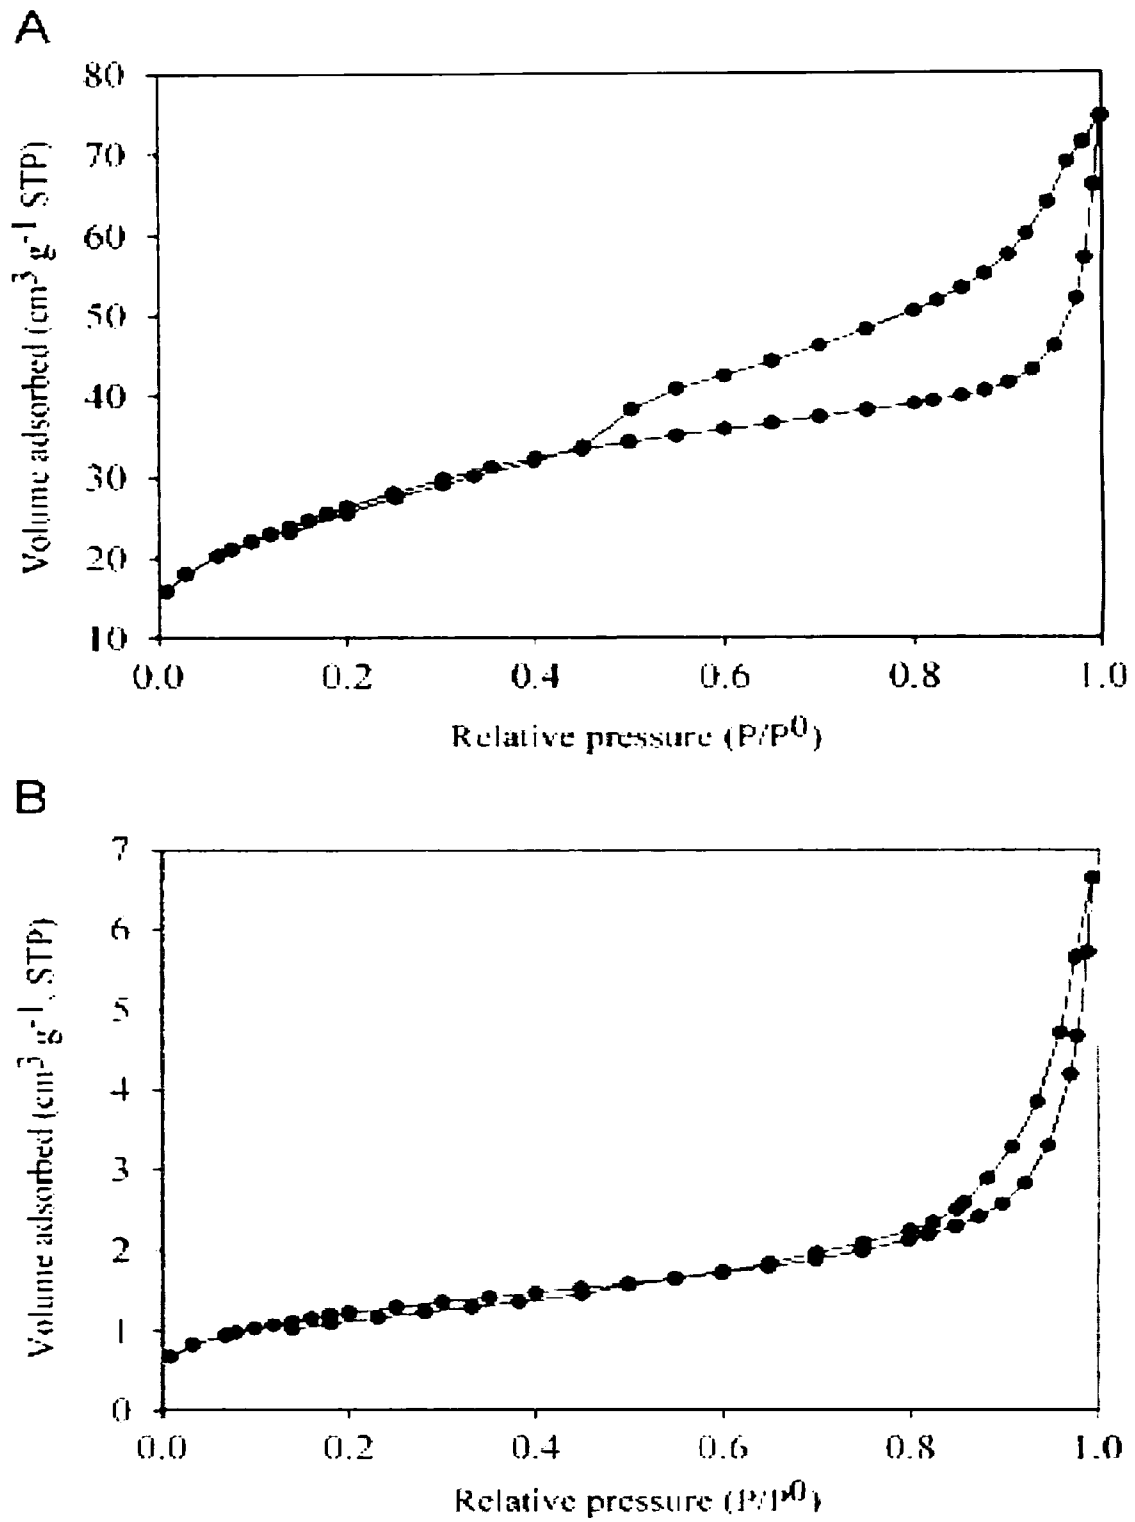 A
80
70
60
50
40
30
20
10
Volume adsorbed (cm³ g⁻¹ STP)
0.0 0.2 0.4 0.6 0.8 1.0
Relative pressure (P/P⁰)
B
7
6
5
4
3
2
1
0
Volume adsorbed (cm³ g⁻¹, STP)
0.0 0.2 0.4 0.6 0.8 1.0
Relative pressure (P/P⁰)